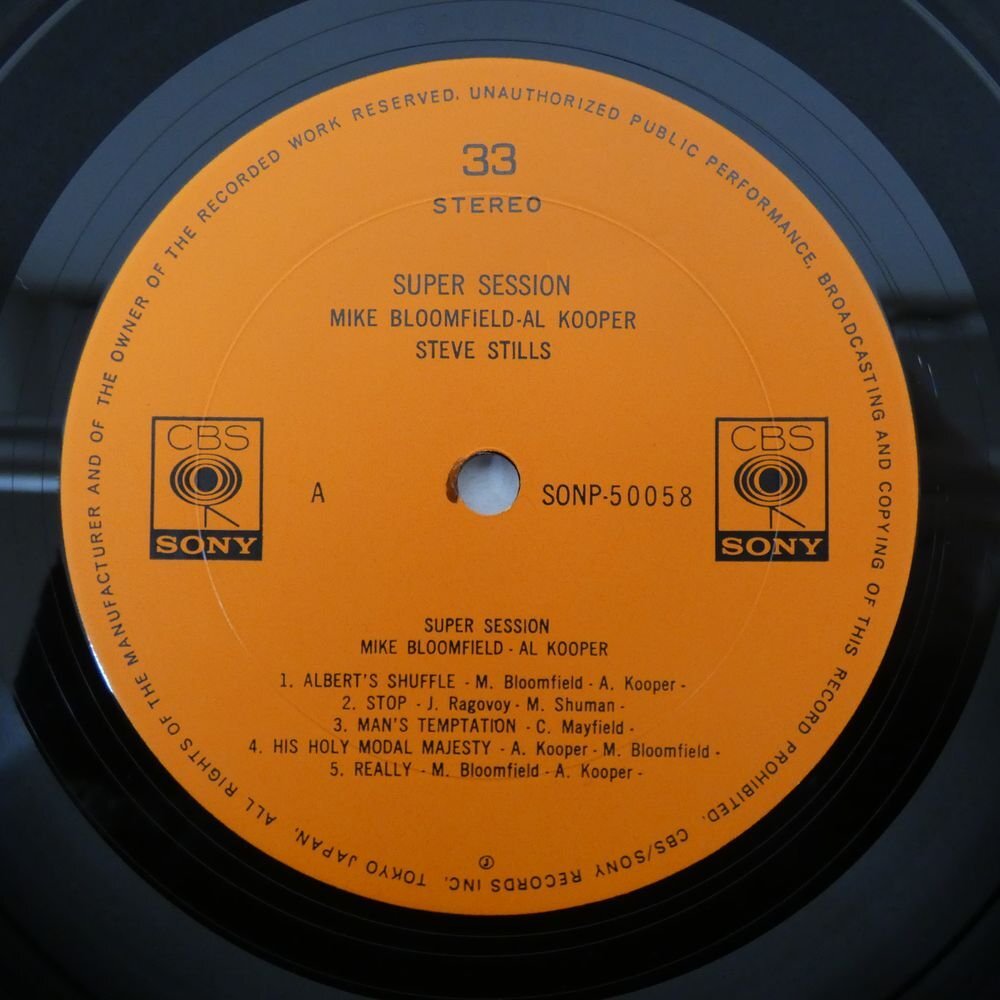 33
STEREO
SUPER SESSION
MIKE BLOOMFIELD-AL KOOPER
STEVE STILLS
CBS
SONY
A
SONP-50058
CBS
SONY
SUPER SESSION
MIKE BLOOMFIELD - AL KOOPER
1. ALBERT'S SHUFFLE - M. Bloomfield - A. Kooper -
2. STOP - J. Ragovoy - M. Shuman -
3. MAN'S TEMPTATION - C. Mayfield -
4. HIS HOLY MODAL MAJESTY - A. Kooper - M. Bloomfield -
5. REALLY - M. Bloomfield - A. Kooper -
ALL RIGHTS OF THE MANUFACTURER AND OF THE OWNER OF THE RECORDED WORK RESERVED. UNAUTHORIZED PUBLIC PERFORMANCE, BROADCASTING AND COPYING OF THIS RECORD PROHIBITED. CBS/SONY RECORDS INC. TOKYO JAPAN.